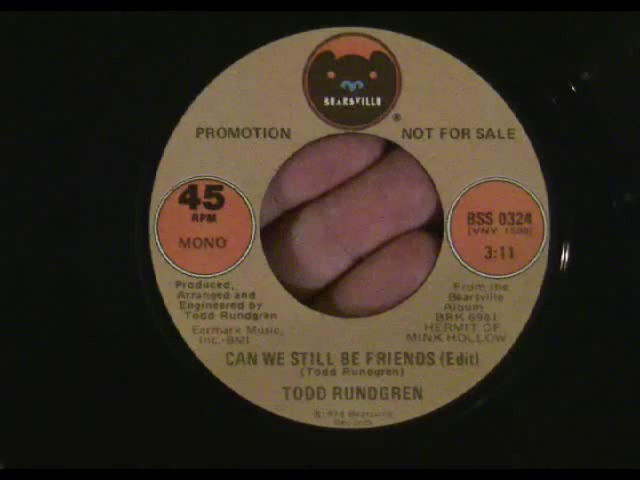 BEARSVILLE
®
PROMOTION NOT FOR SALE
45
RPM
MONO
BSS 0324
3:11
Produced,
Arranged and
Engineered by
Todd Rundgren
Earmark Music,
Inc.-BMI
From the
Bearsville
Album
HERMIT OF
MINK HOLLOW
CAN WE STILL BE FRIENDS (Edit)
(Todd Rundgren)
TODD RUNDGREN
Bearsville
Records